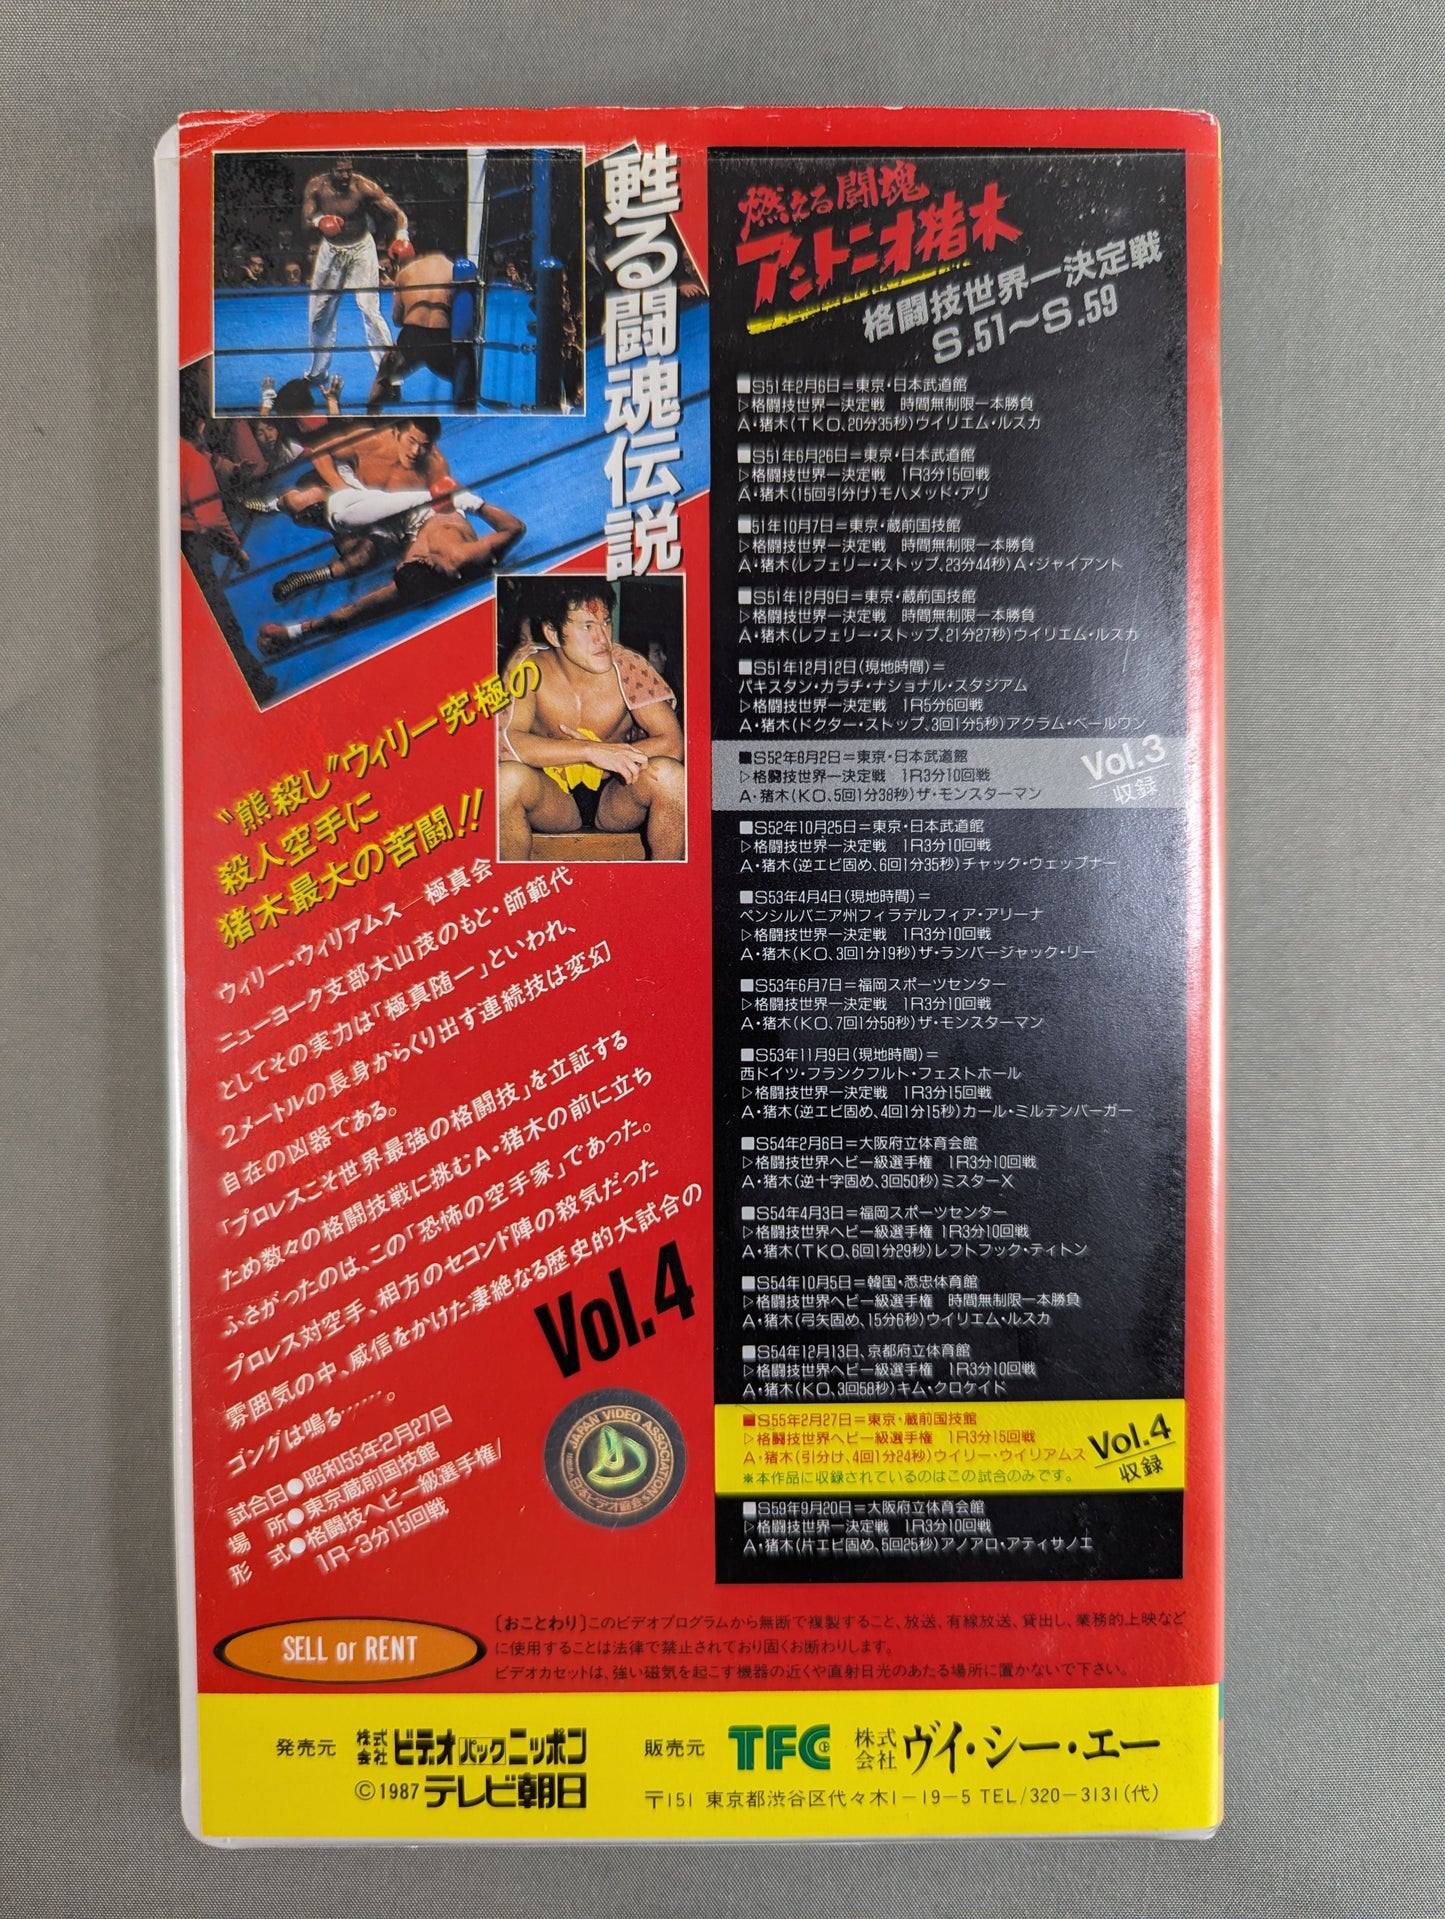 甦る闘魂伝説
"熊殺し"ウィリー究極の
殺人空手に
猪木最大の苦闘!!
ウィリー・ウィリアムス―極真会
ニューヨーク支部大山茂のもと・師範代
としてその実力は「極真随一」といわれ、
2メートルの長身からくり出す連続技は変幻
自在の凶器である。
「プロレスこそ世界最強の格闘技」を立証する
ため数々の格闘技戦に挑むA・猪木の前に立ち
ふさがったのは、この「恐怖の空手家」であった。
プロレス対空手、相方のセコンド陣の殺気だった
雰囲気の中、威信をかけた凄絶なる歴史的大試合の
ゴングは鳴る……。
Vol.4
試合日●昭和55年2月27日
場　所●東京蔵前国技館
形　式●格闘技ヘビー級選手権/
1R-3分15回戦
JAPAN VIDEO ASSOCIATION
日本ビデオ協会
燃える闘魂
アントニオ猪木
格闘技世界一決定戦
S.51〜S.59
■S51年2月6日＝東京・日本武道館
▷格闘技世界一決定戦　時間無制限一本勝負
A・猪木(TKO、20分35秒)ウイリエム・ルスカ
■S51年6月26日＝東京・日本武道館
▷格闘技世界一決定戦　1R3分15回戦
A・猪木(15回引分け)モハメッド・アリ
■51年10月7日＝東京・蔵前国技館
▷格闘技世界一決定戦　時間無制限一本勝負
A・猪木(レフェリー・ストップ、23分44秒)A・ジャイアント
■S51年12月9日＝東京・蔵前国技館
▷格闘技世界一決定戦　時間無制限一本勝負
A・猪木(レフェリー・ストップ、21分27秒)ウイリエム・ルスカ
■S51年12月12日(現地時間)＝
パキスタン・カラチ・ナショナル・スタジアム
▷格闘技世界一決定戦　1R5分6回戦
A・猪木(ドクター・ストップ、3回1分5秒)アクラム・ペールワン
■S52年8月2日＝東京・日本武道館
▷格闘技世界一決定戦　1R3分10回戦
A・猪木(KO、5回1分38秒)ザ・モンスターマン
Vol.3
収録
■S52年10月25日＝東京・日本武道館
▷格闘技世界一決定戦　1R3分10回戦
A・猪木(逆エビ固め、6回1分35秒)チャック・ウェップナー
■S53年4月4日(現地時間)＝
ペンシルバニア州フィラデルフィア・アリーナ
▷格闘技世界一決定戦　1R3分10回戦
A・猪木(KO、3回1分19秒)ザ・ランバージャック・リー
■S53年6月7日＝福岡スポーツセンター
▷格闘技世界一決定戦　1R3分10回戦
A・猪木(KO、7回1分58秒)ザ・モンスターマン
■S53年11月9日(現地時間)＝
西ドイツ・フランクフルト・フェストホール
▷格闘技世界一決定戦　1R3分15回戦
A・猪木(逆エビ固め、4回1分15秒)カール・ミルテンバーガー
■S54年2月6日＝大阪府立体育会館
▷格闘技世界ヘビー級選手権　1R3分10回戦
A・猪木(逆十字固め、3回50秒)ミスターX
■S54年4月3日＝福岡スポーツセンター
▷格闘技世界ヘビー級選手権 1R3分10回戦
A・猪木(TKO、6回1分29秒)レフトフック・デイトン
■S54年10月5日＝韓国・悉忠体育館
▷格闘技世界ヘビー級選手権　時間無制限一本勝負
A・猪木(弓矢固め、15分6秒)ウイリエム・ルスカ
■S54年12月13日、京都府立体育館
▷格闘技世界ヘビー級選手権　1R3分10回戦
A・猪木(KO、3回58秒)キム・クロケイド
■S55年2月27日＝東京・蔵前国技館
▷格闘技世界ヘビー級選手権　1R3分15回戦
A・猪木(引分け、4回1分24秒)ウイリー・ウイリアムス
※本作品に収録されているのはこの試合のみです。
Vol.4
収録
■S59年9月20日＝大阪府立体育会館
▷格闘技世界一決定戦　1R3分10回戦
A・猪木(片エビ固め、5回25秒)アノアロ・アティサノエ
SELL or RENT
〔おことわり〕このビデオプログラムから無断で複製すること、放送、有線放送、貸出し、業務的上映など
に使用することは法律で禁止されており固くお断わりします。
ビデオカセットは、強い磁気を起こす機器の近くや直射日光のあたる場所に置かないで下さい。
発売元 株式会社 ビデオパックニッポン
©1987 テレビ朝日
販売元 TFC 株式会社 ヴイ・シー・エー
〒151 東京都渋谷区代々木1-19-5 TEL/320-3131(代)